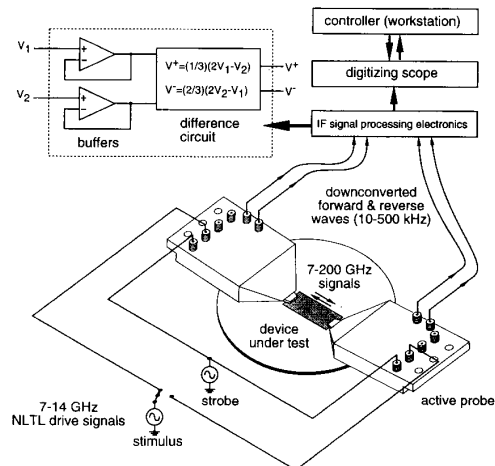 controller (workstation)
digitizing scope
IF signal processing electronics
V1
+
−
V2
+
−
V+=(1/3)(2V1-V2)
V-=(2/3)(2V2-V1)
V+
V-
buffers
difference
circuit
downconverted
forward & reverse
waves (10-500 kHz)
7-200 GHz
signals
device
under test
active probe
strobe
7-14 GHz
NLTL drive signals
stimulus